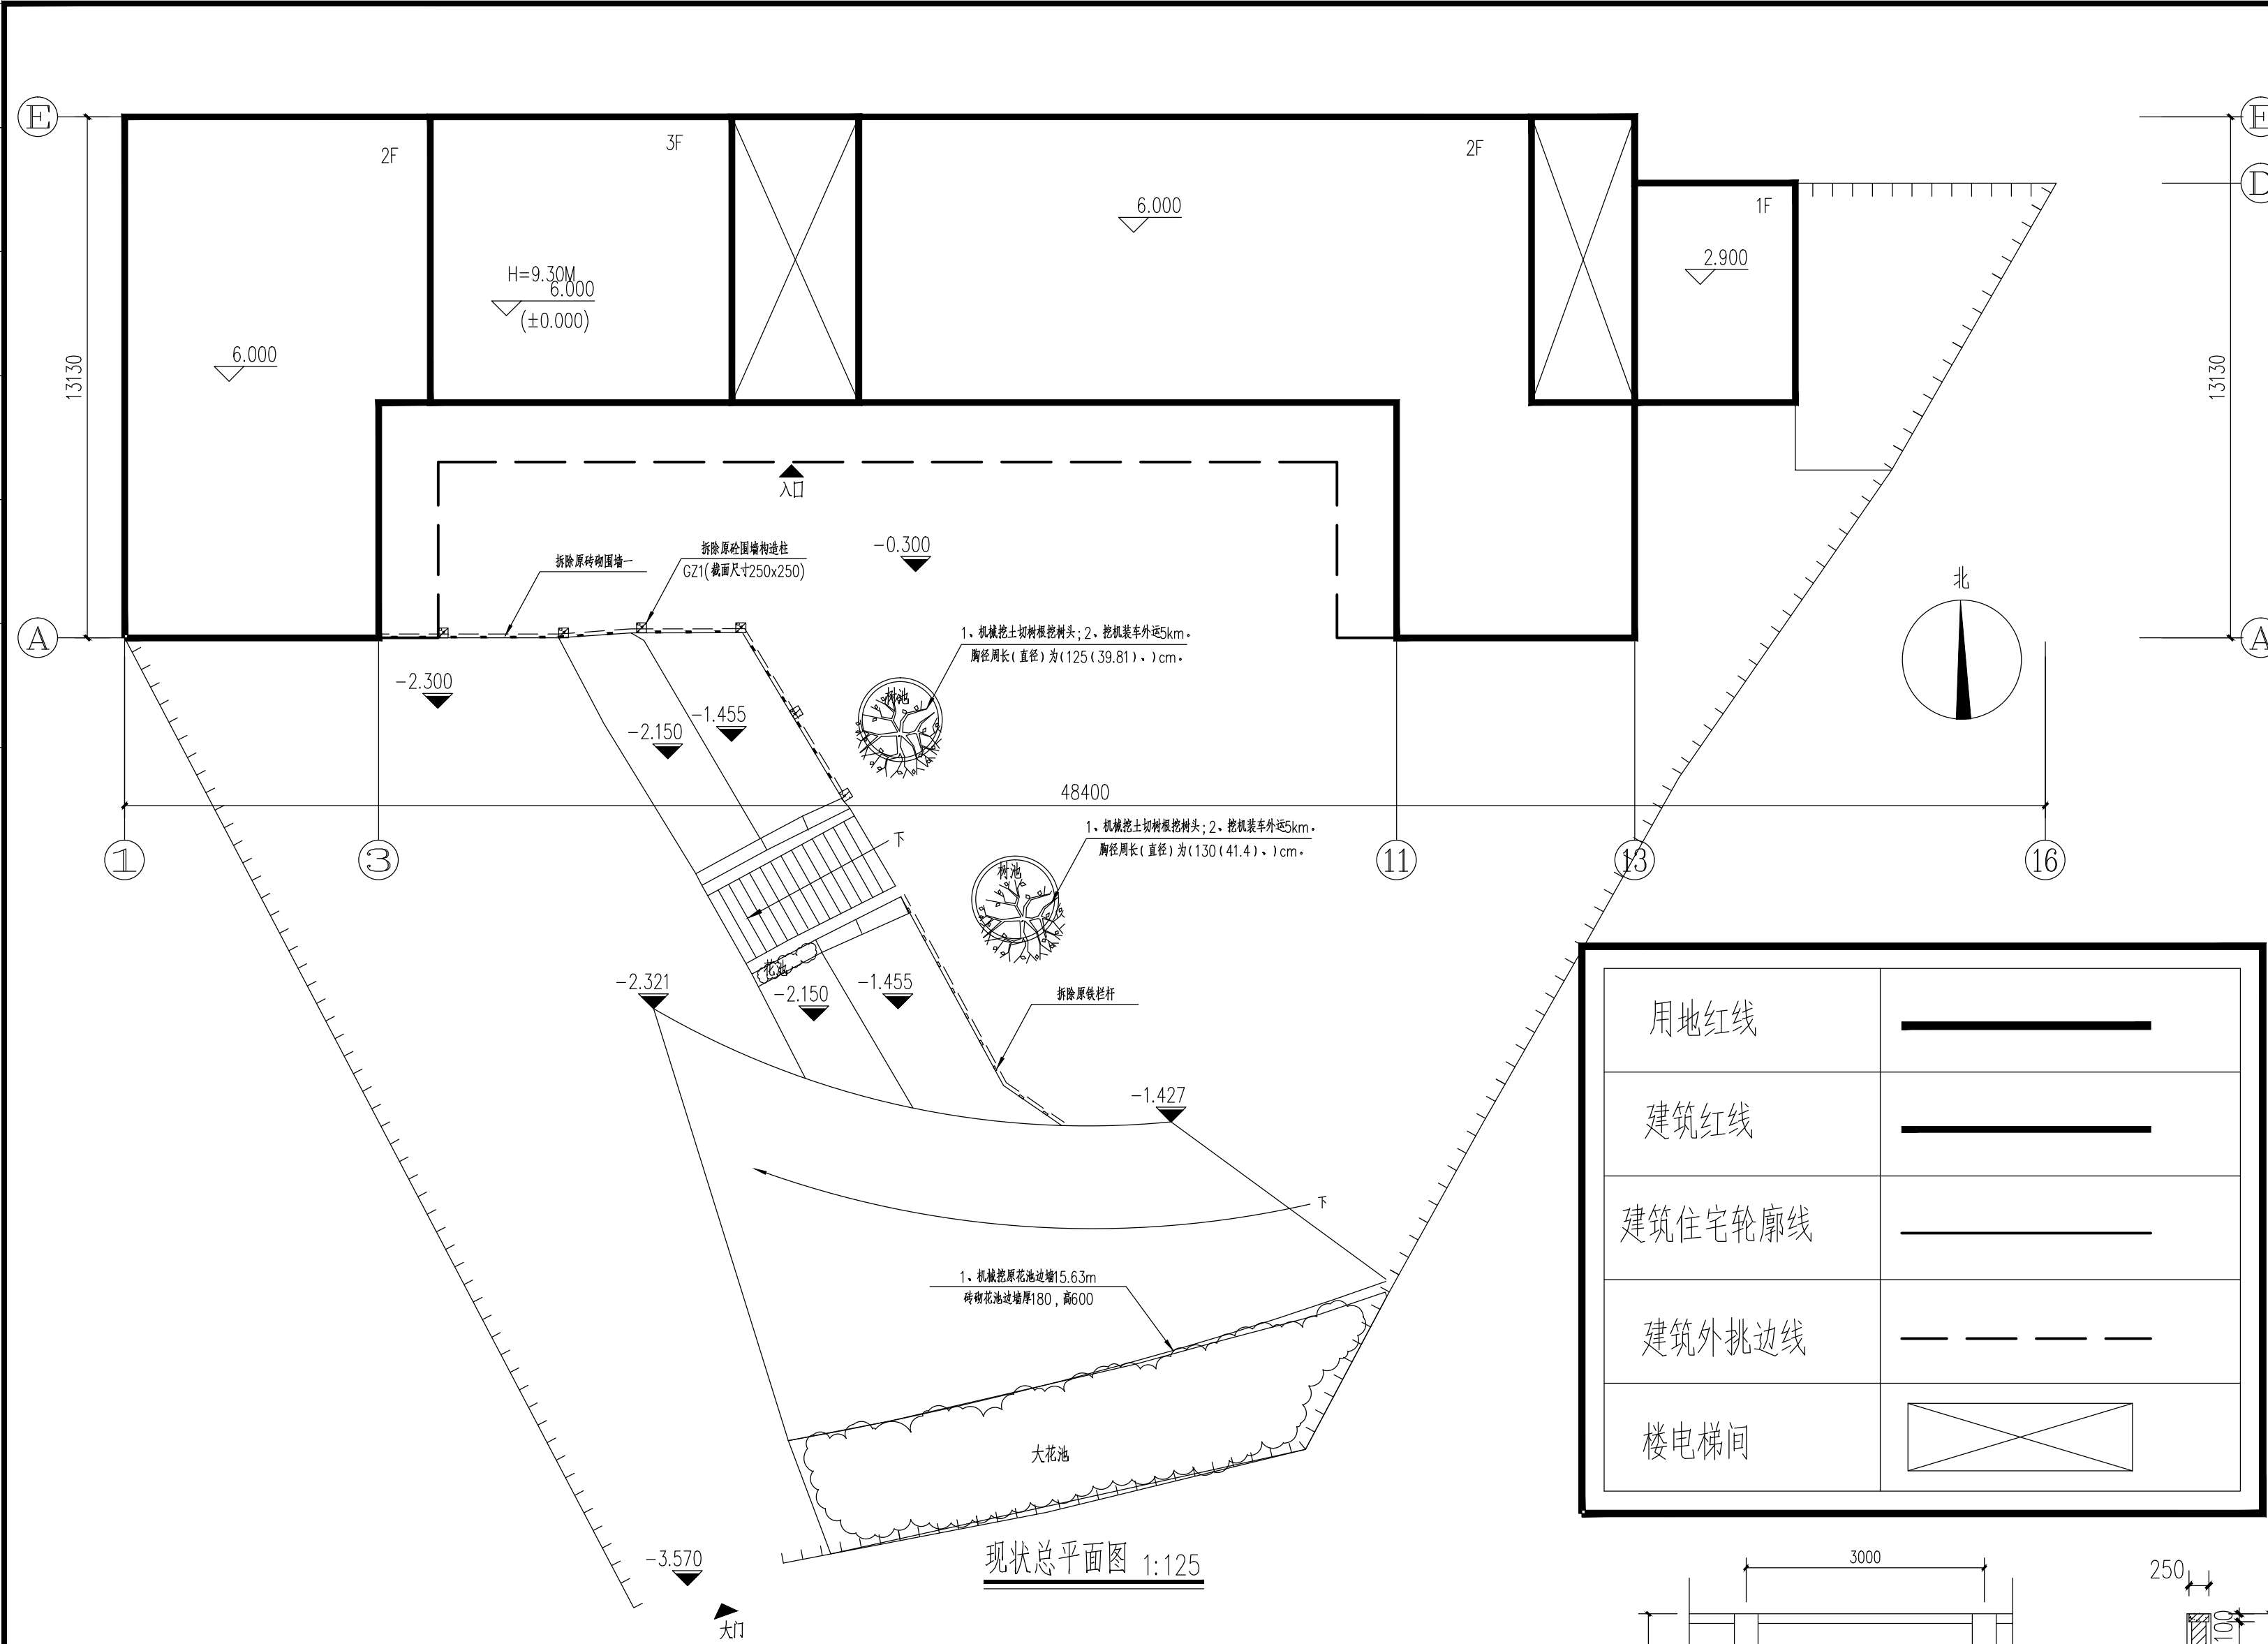 E
E
3F
2F
2F
D
1F
6.000
2.900
H=9.30M
6.000
(±0.000)
6.000
13130
13130
入口
拆除原砼围墙构造柱
GZ1(截面尺寸250x250)
拆除原砖砌围墙一
-0.300
北
A
A
1、机械挖土切树根挖树头;2、挖机装车外运5km。
胸径周长(直径)为(125(39.81)、)cm。
-2.300
树池
-1.455
-2.150
48400
1、机械挖土切树根挖树头;2、挖机装车外运5km。
胸径周长(直径)为(130(41.4)、)cm。
下
1
3
11
13
16
树池
花池
-2.321
-2.150
-1.455
拆除原铁栏杆
用地红线
-1.427
建筑红线
下
建筑住宅轮廓线
1、机械挖原花池边墙15.63m
砖砌花池边墙厚180,高600
建筑外挑边线
大花池
楼电梯间
现状总平面图 1:125
-3.570
大门
3000
250
100